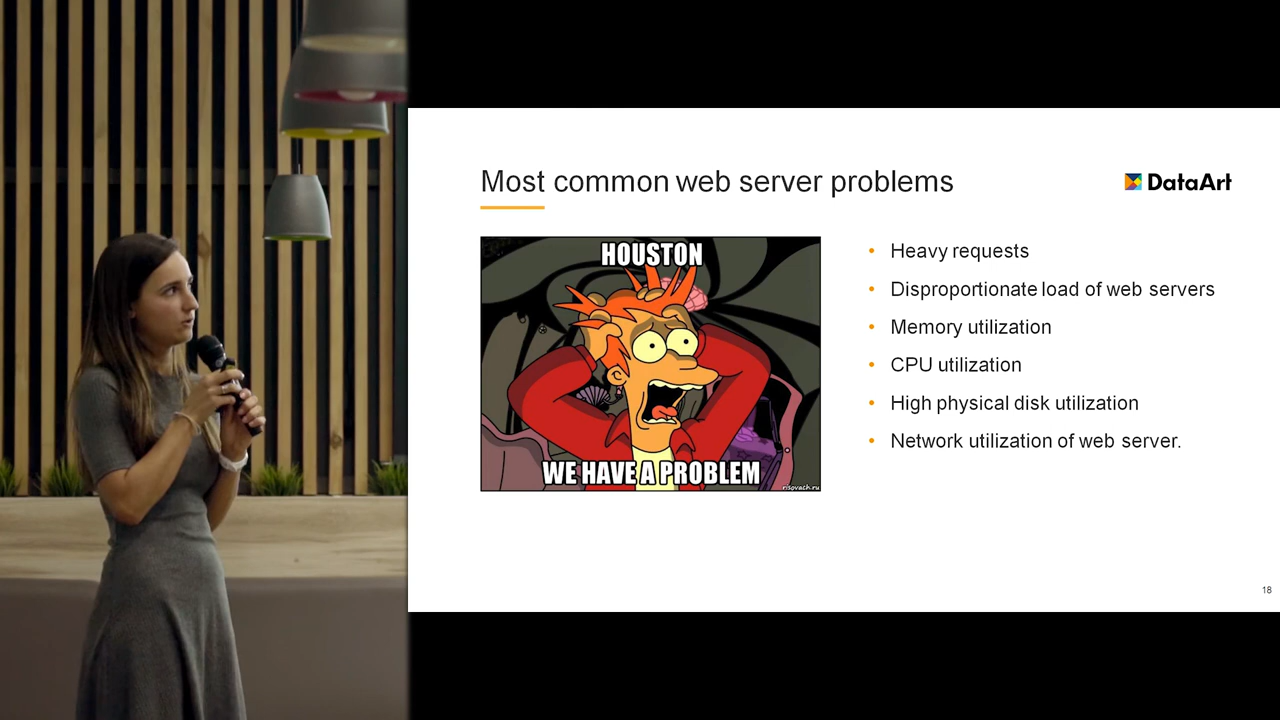 Most common web server problems
DataArt
HOUSTON
WE HAVE A PROBLEM
risovach.ru
• Heavy requests
• Disproportionate load of web servers
• Memory utilization
• CPU utilization
• High physical disk utilization
• Network utilization of web server.
18